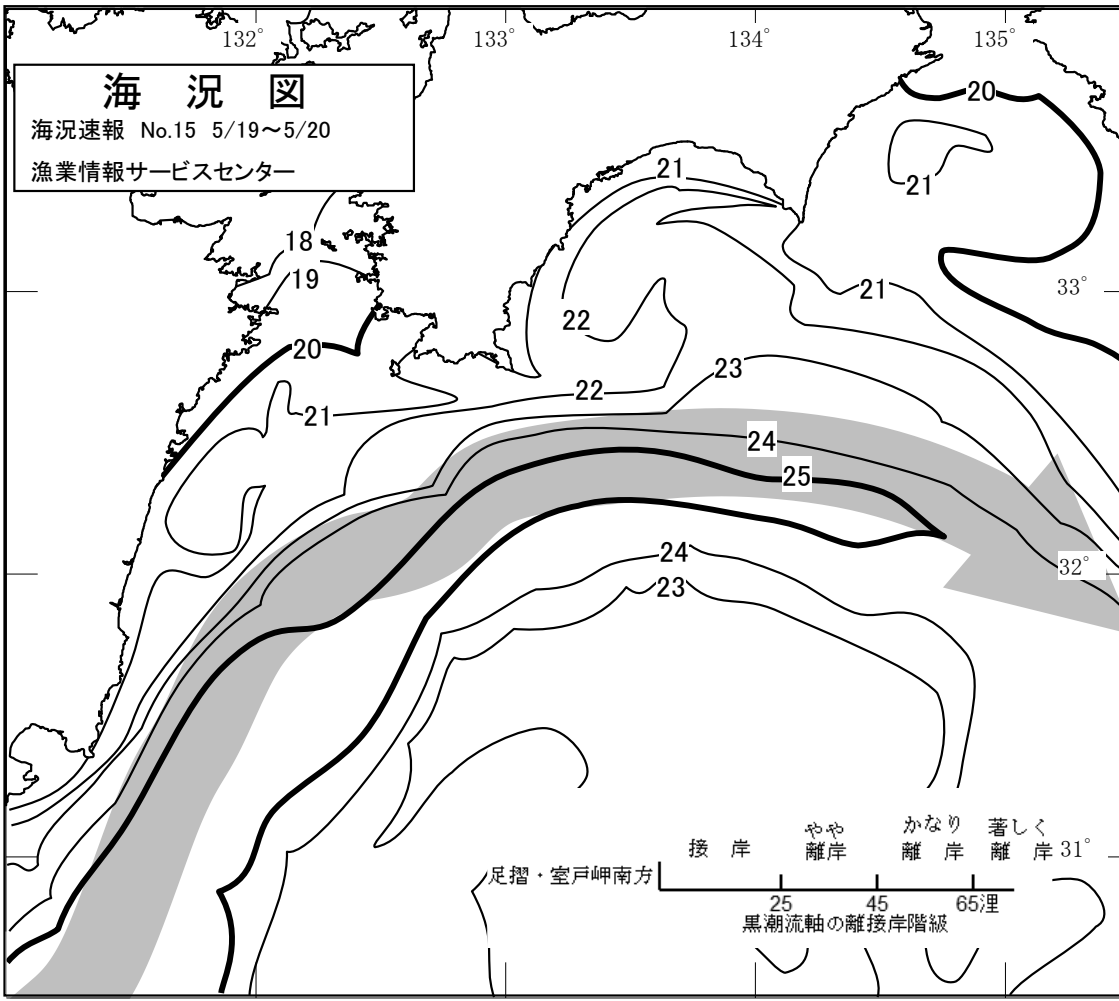 132°
133°
134°
135°
海況図
海況速報 No.15 5/19～5/20
漁業情報サービスセンター
20
21
21
18
19
21
33°
22
20
23
22
21
24
25
24
32°
23
やや かなり 著しく
接岸 離岸 離岸 離岸 31°
足摺・室戸岬南方
25 45 65浬
黒潮流軸の離接岸階級